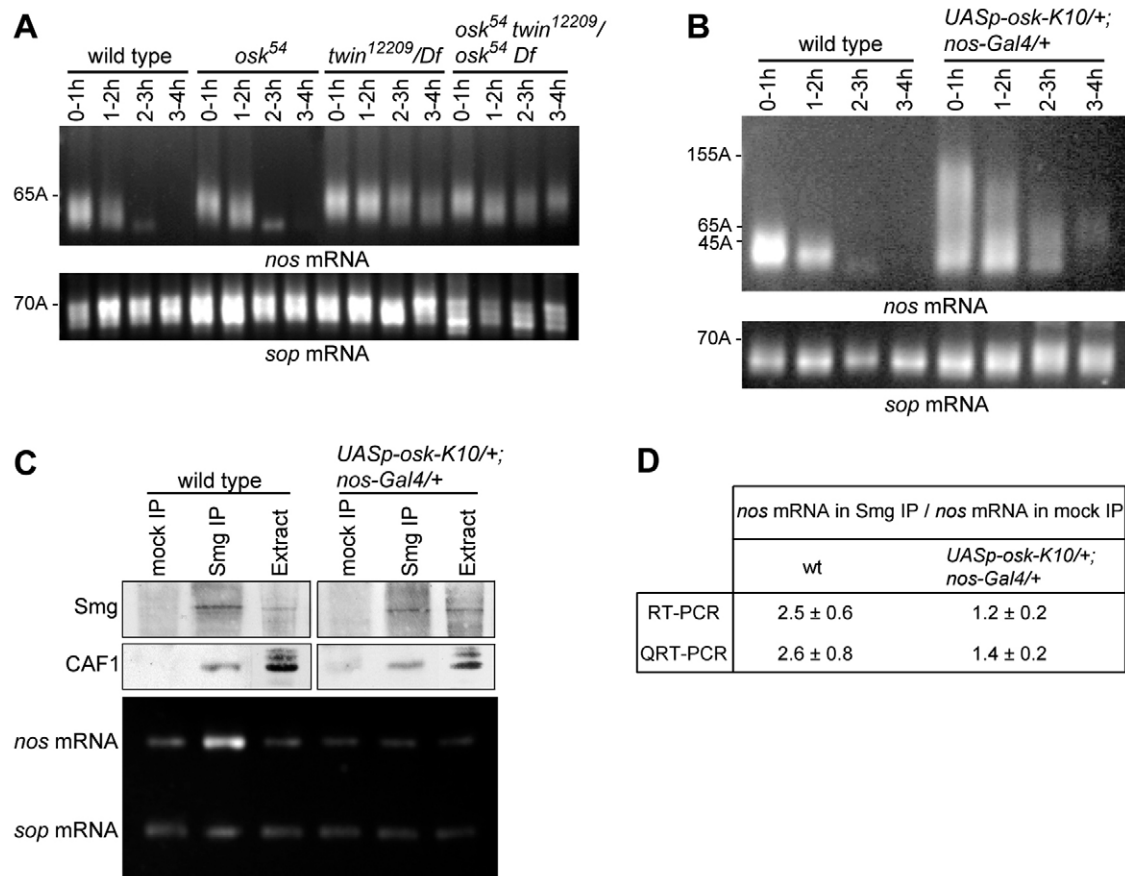 A
wild type
osk54
twin12209/Df
osk54 twin12209/
osk54 Df
0-1h 1-2h 2-3h 3-4h 0-1h 1-2h 2-3h 3-4h 0-1h 1-2h 2-3h 3-4h 0-1h 1-2h 2-3h 3-4h
65A -
nos mRNA
70A -
sop mRNA
B
wild type
UASp-osk-K10/+;
nos-Gal4/+
0-1h 1-2h 2-3h 3-4h 0-1h 1-2h 2-3h 3-4h
155A -
65A -
45A -
nos mRNA
70A -
sop mRNA
C
wild type
UASp-osk-K10/+;
nos-Gal4/+
mock IP Smg IP Extract mock IP Smg IP Extract
Smg
CAF1
nos mRNA
sop mRNA
D
nos mRNA in Smg IP / nos mRNA in mock IP
wt
UASp-osk-K10/+;
nos-Gal4/+
RT-PCR 2.5 ± 0.6 1.2 ± 0.2
QRT-PCR 2.6 ± 0.8 1.4 ± 0.2